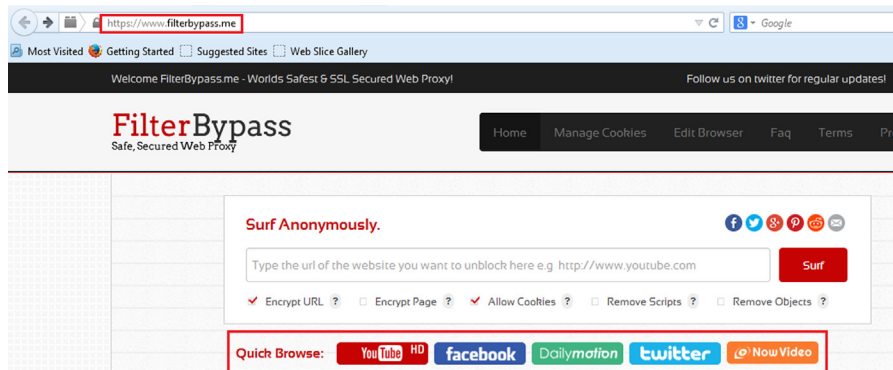 https://www.filterbypass.me
Google
Most Visited Getting Started Suggested Sites Web Slice Gallery
Welcome FilterBypass.me - Worlds Safest & SSL Secured Web Proxy! Follow us on twitter for regular updates!
FilterBypass
Safe, Secured Web Proxy
Home Manage Cookies Edit Browser Faq Terms Pr
Surf Anonymously.
Type the url of the website you want to unblock here e.g http://www.youtube.com Surf
Encrypt URL ? Encrypt Page ? Allow Cookies ? Remove Scripts ? Remove Objects ?
Quick Browse: YouTube HD facebook Dailymotion twitter NowVideo